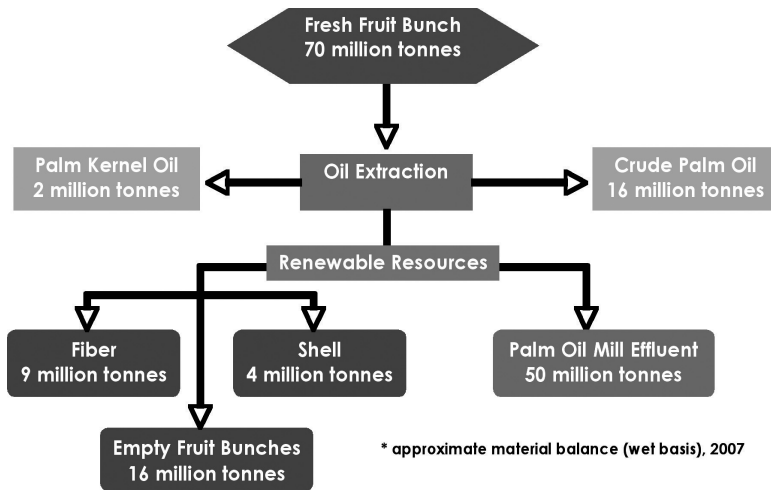 Fresh Fruit Bunch
70 million tonnes
Palm Kernel Oil
2 million tonnes
Oil Extraction
Crude Palm Oil
16 million tonnes
Renewable Resources
Fiber
9 million tonnes
Shell
4 million tonnes
Palm Oil Mill Effluent
50 million tonnes
Empty Fruit Bunches
16 million tonnes
* approximate material balance (wet basis), 2007